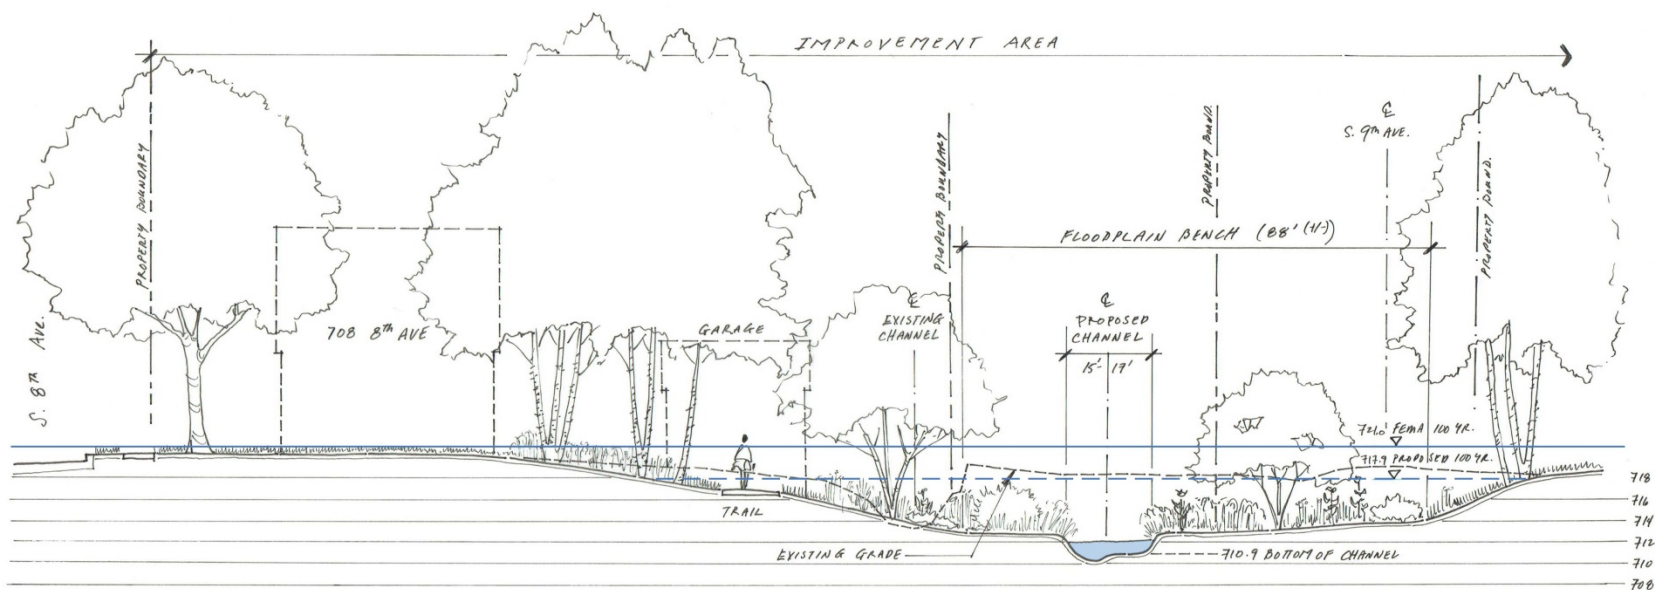 IMPROVEMENT AREA
S. 8th AVE.
PROPERTY BOUNDARY
708 8th AVE
GARAGE
TRAIL
℄
EXISTING
CHANNEL
PROPERTY BOUNDARY
FLOODPLAIN BENCH (88' (+/-)
℄
PROPOSED
CHANNEL
15'- 19'
PROPERTY BOUND.
℄
S. 9th AVE.
PROPERTY BOUND.
721.0' FEMA 100 YR.
717.9 PROPOSED 100 YR.
EXISTING GRADE
710.9 BOTTOM OF CHANNEL
718
716
714
712
710
708